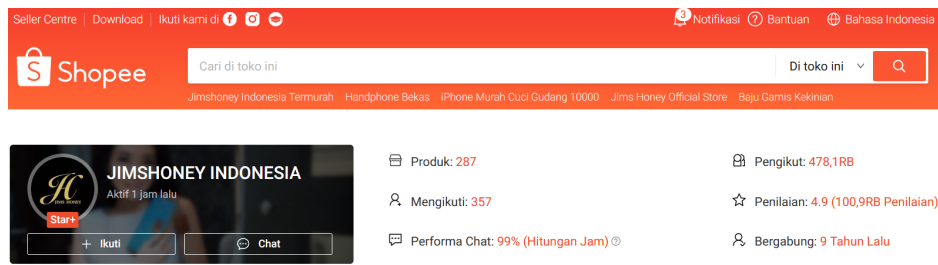 Seller Centre | Download | Ikuti kami di
3
Notifikasi
Bantuan
Bahasa Indonesia
Shopee
Cari di toko ini
Di toko ini
Jimshoney Indonesia Termurah Handphone Bekas iPhone Murah Cuci Gudang 10000 Jims Honey Official Store Baju Gamis Kekinian
JIMS HONEY
Star+
JIMSHONEY INDONESIA
Aktif 1 jam lalu
+ Ikuti
Chat
Produk: 287
Pengikut: 478,1RB
Mengikuti: 357
Penilaian: 4.9 (100,9RB Penilaian)
Performa Chat: 99% (Hitungan Jam)
Bergabung: 9 Tahun Lalu